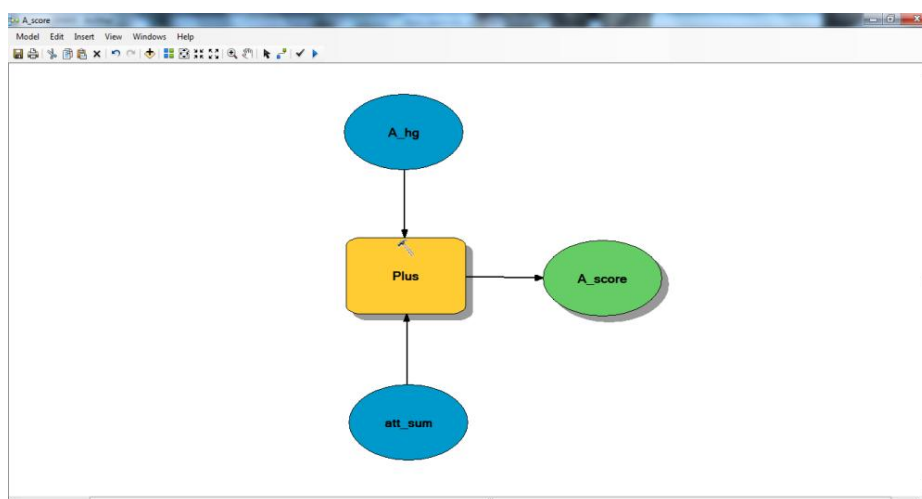 A_score
Model Edit Insert View Windows Help
A_hg
Plus
A_score
att_sum